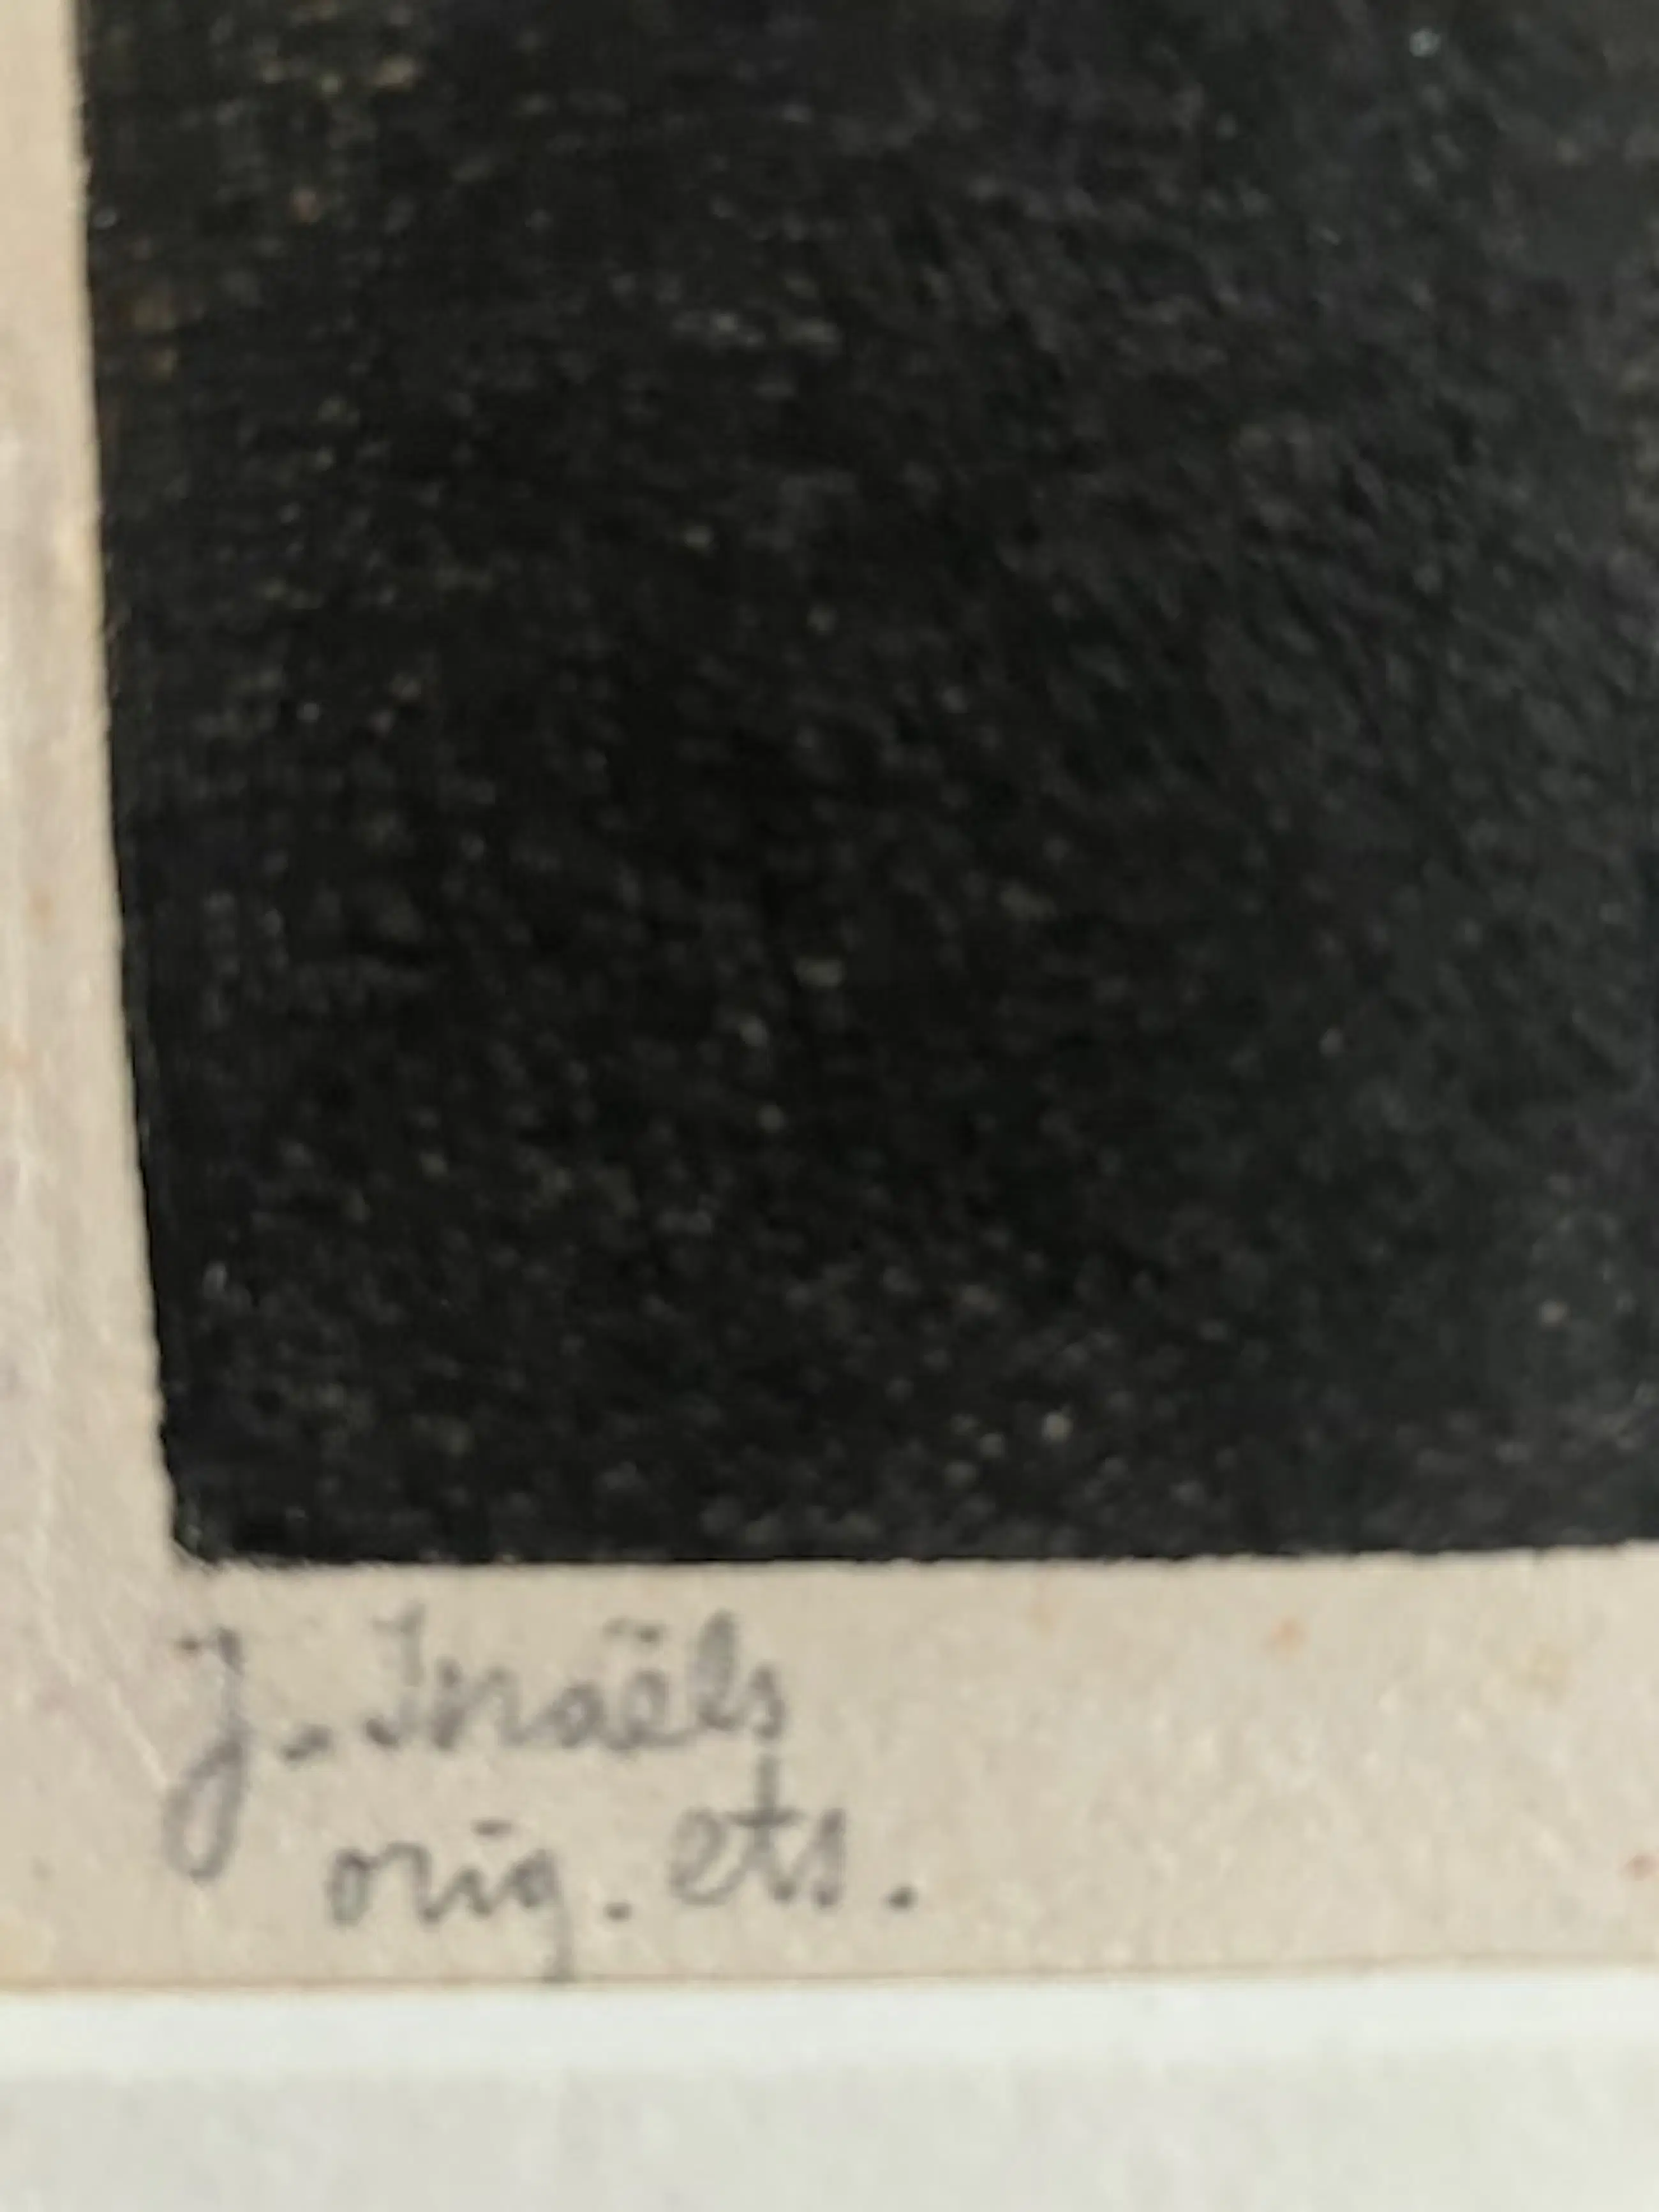 J. Israëls
orig. ets.